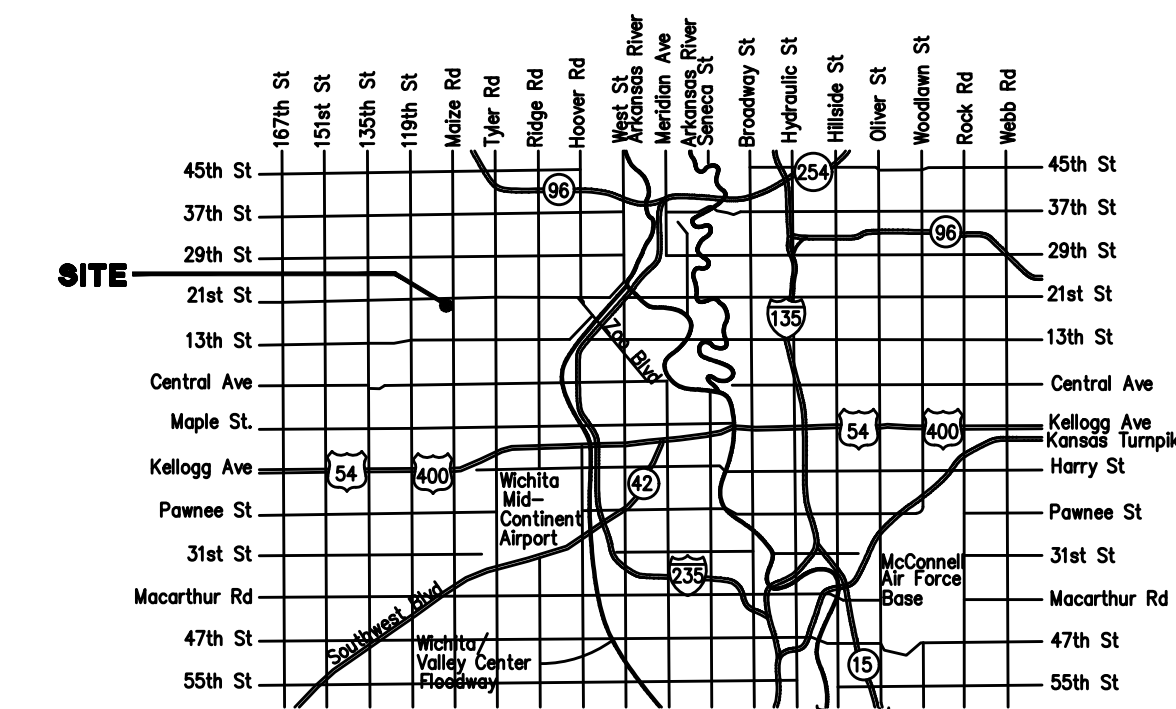 167th St
151st St
135th St
119th St
Maize Rd
Tyler Rd
Ridge Rd
Hoover Rd
West St
Arkansas River
Meridian Ave
Arkansas River
Seneca St
Broadway St
Hydraulic St
Hillside St
Oliver St
Woodlawn St
Rock Rd
Webb Rd
45th St
254
45th St
96
37th St
37th St
96
29th St
29th St
SITE
21st St
21st St
135
13th St
13th St
Zoo Blvd
Central Ave
Central Ave
Maple St.
Kellogg Ave
54
400
Kansas Turnpik
Kellogg Ave
54
400
Harry St
42
Wichita
Mid-
Continent
Airport
Pawnee St
Pawnee St
31st St
31st St
235
McConnell
Air Force
Base
Macarthur Rd
Macarthur Rd
Southwest Blvd
47th St
47th St
Wichita/
Valley Center
Floodway
15
55th St
55th St